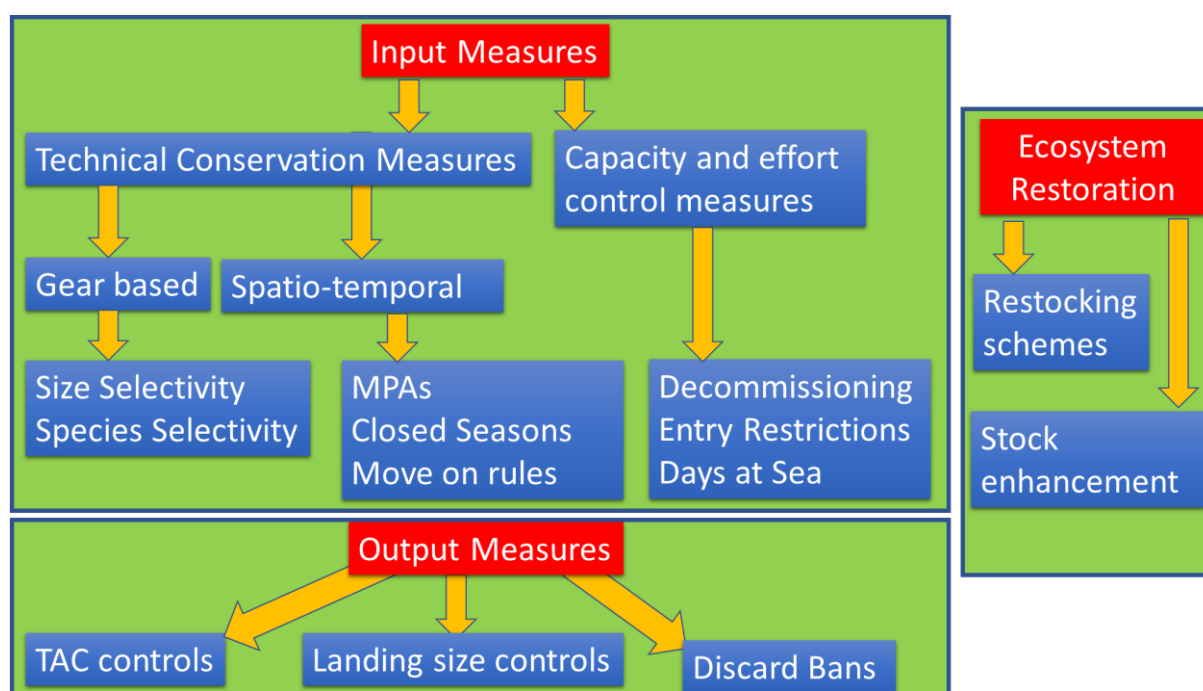 Input Measures
Technical Conservation Measures
Capacity and effort
control measures
Gear based
Spatio-temporal
Size Selectivity
Species Selectivity
MPAs
Closed Seasons
Move on rules
Decommissioning
Entry Restrictions
Days at Sea
Output Measures
TAC controls
Landing size controls
Discard Bans
Ecosystem
Restoration
Restocking
schemes
Stock
enhancement